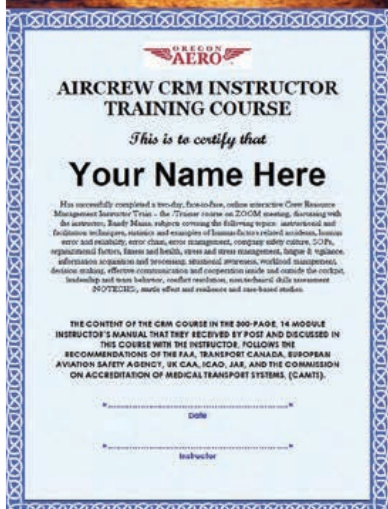 OREGON
AERO
AIRCREW CRM INSTRUCTOR
TRAINING COURSE
This is to certify that
Your Name Here
Has successfully completed a two-day, face-to-face, online interactive Crew Resource
Management Instructor Train – the -Trainer course on ZOOM meeting, discussing with
the instructor, Randy Mains, subjects covering the following topics: instructional and
facilitation techniques, statistics and examples of human factors related accidents, human
error and reliability, error chain, error management, company safety culture, SOPs,
organizational factors, fitness and health, stress and stress management, fatigue & vigilance,
information acquisition and processing, situational awareness, workload management,
decision making, effective communication and cooperation inside and outside the cockpit,
leadership and team behavior, conflict resolution, non-technical skills assessment
(NOTECHS), startle effect and resilience and case-based studies.
THE CONTENT OF THE CRM COURSE IN THE 300-PAGE, 14 MODULE
INSTRUCTOR'S MANUAL THAT THEY RECEIVED BY POST AND DISCUSSED IN
THIS COURSE WITH THE INSTRUCTOR, FOLLOWS THE
RECOMMENDATIONS OF THE FAA, TRANSPORT CANADA, EUROPEAN
AVIATION SAFETY AGENCY, UK CAA, ICAO, JAR, AND THE COMMISSION
ON ACCREDITATION OF MEDICAL TRANSPORT SYSTEMS, (CAMTS).
Date
Instructor